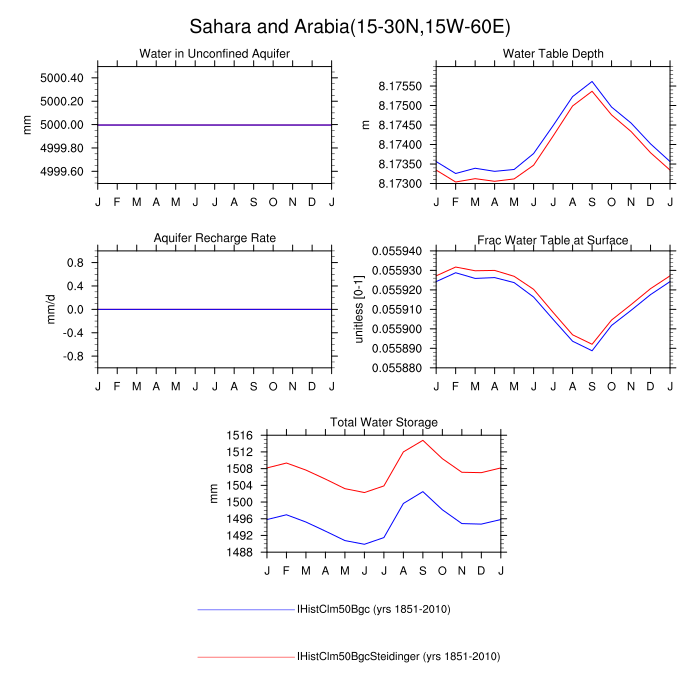 Sahara and Arabia(15-30N,15W-60E)
Water in Unconfined Aquifer
5000.40
5000.20
5000.00
4999.80
4999.60
mm
J F M A M J J A S O N D J
Water Table Depth
8.17550
8.17500
8.17450
8.17400
8.17350
8.17300
m
J F M A M J J A S O N D J
Aquifer Recharge Rate
0.8
0.4
0.0
-0.4
-0.8
mm/d
J F M A M J J A S O N D J
Frac Water Table at Surface
0.055940
0.055930
0.055920
0.055910
0.055900
0.055890
0.055880
unitless [0-1]
J F M A M J J A S O N D J
Total Water Storage
1516
1508
1504
1500
1496
1492
1488
mm
J F M A M J J A S O N D J
IHistClm50Bgc (yrs 1851-2010)
IHistClm50BgcSteidinger (yrs 1851-2010)